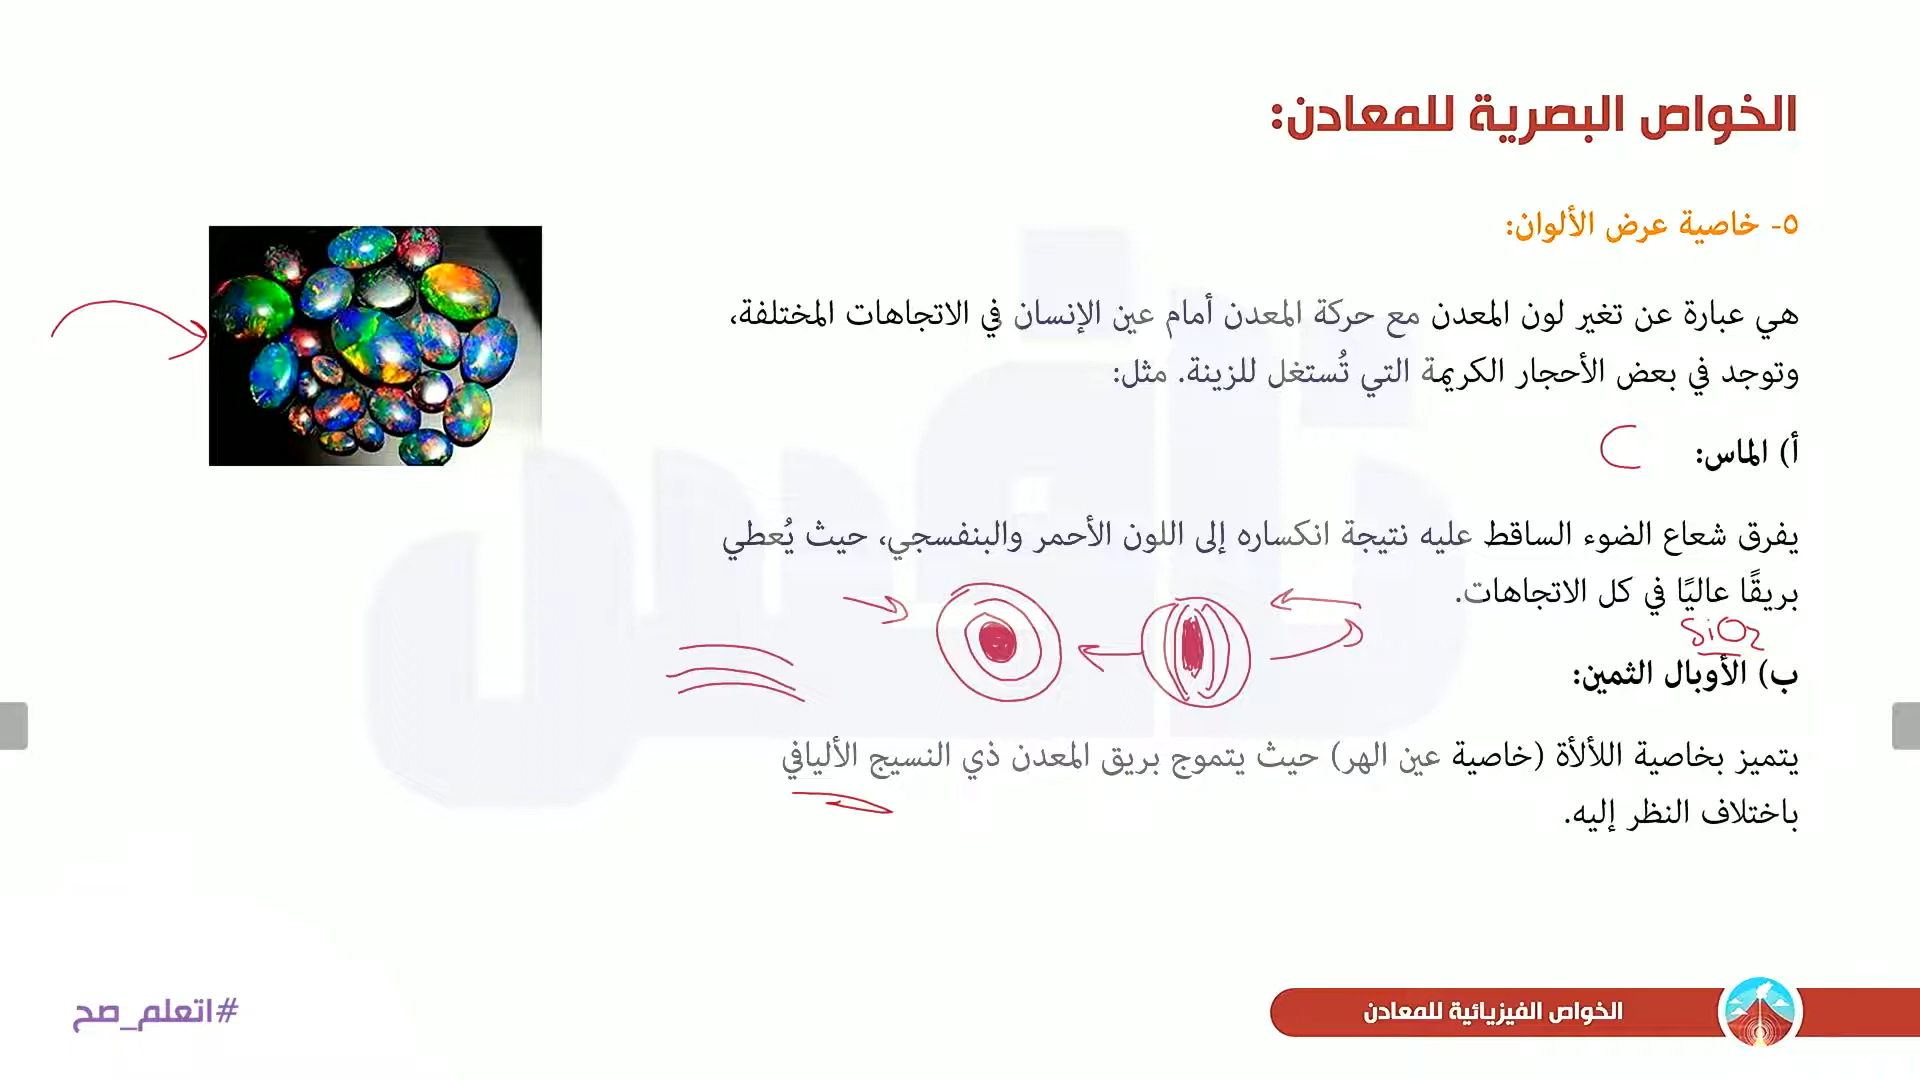 الخواص البصرية للمعادن:
٥- خاصية عرض الألوان:
هي عبارة عن تغير لون المعدن مع حركة المعدن أمام عين الإنسان في الاتجاهات المختلفة،
وتوجد في بعض الأحجار الكريمة التي تُستغل للزينة. مثل:
أ) الماس: C
يفرق شعاع الضوء الساقط عليه نتيجة انكساره إلى اللون الأحمر والبنفسجي، حيث يُعطي
بريقًا عاليًا في كل الاتجاهات.
SiO2
ب) الأوبال الثمين:
يتميز بخاصية اللألأة (خاصية عين الهر) حيث يتموج بريق المعدن ذي النسيج الأليافي
باختلاف النظر إليه.
#اتعلم_صح
الخواص الفيزيائية للمعادن